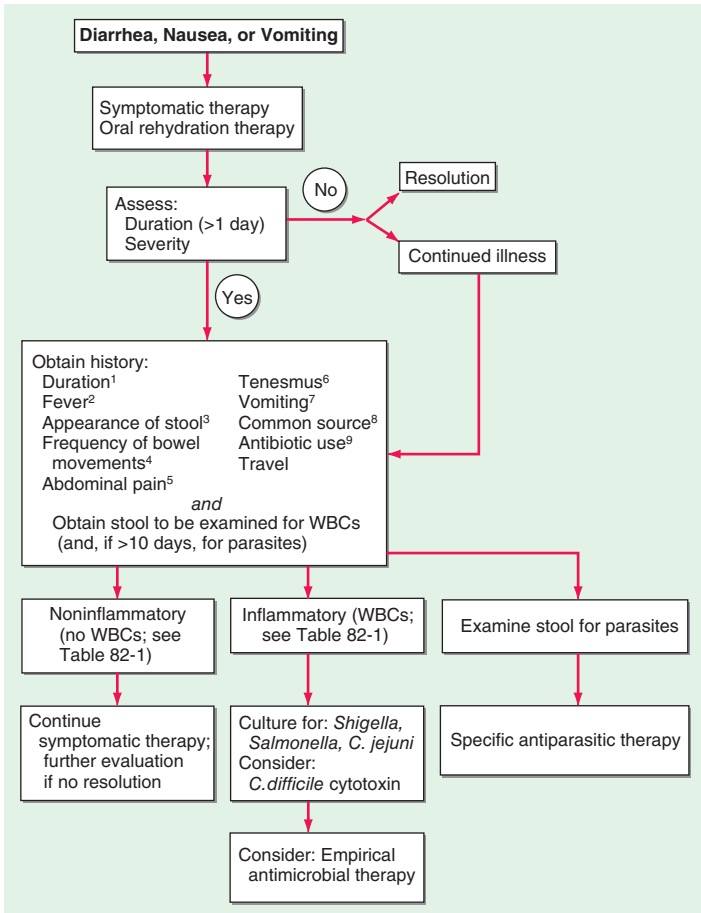 Diarrhea, Nausea, or Vomiting
Symptomatic therapy
Oral rehydration therapy
Assess:
Duration (>1 day)
Severity
No
Resolution
Continued illness
Yes
Obtain history:
Duration¹
Fever²
Appearance of stool³
Frequency of bowel
movements⁴
Abdominal pain⁵
Tenesmus⁶
Vomiting⁷
Common source⁸
Antibiotic use⁹
Travel
and
Obtain stool to be examined for WBCs
(and, if >10 days, for parasites)
Noninflammatory
(no WBCs; see
Table 82-1)
Continue
symptomatic therapy;
further evaluation
if no resolution
Inflammatory (WBCs;
see Table 82-1)
Culture for: Shigella,
Salmonella, C. jejuni
Consider:
C.difficile cytotoxin
Consider: Empirical
antimicrobial therapy
Examine stool for parasites
Specific antiparasitic therapy